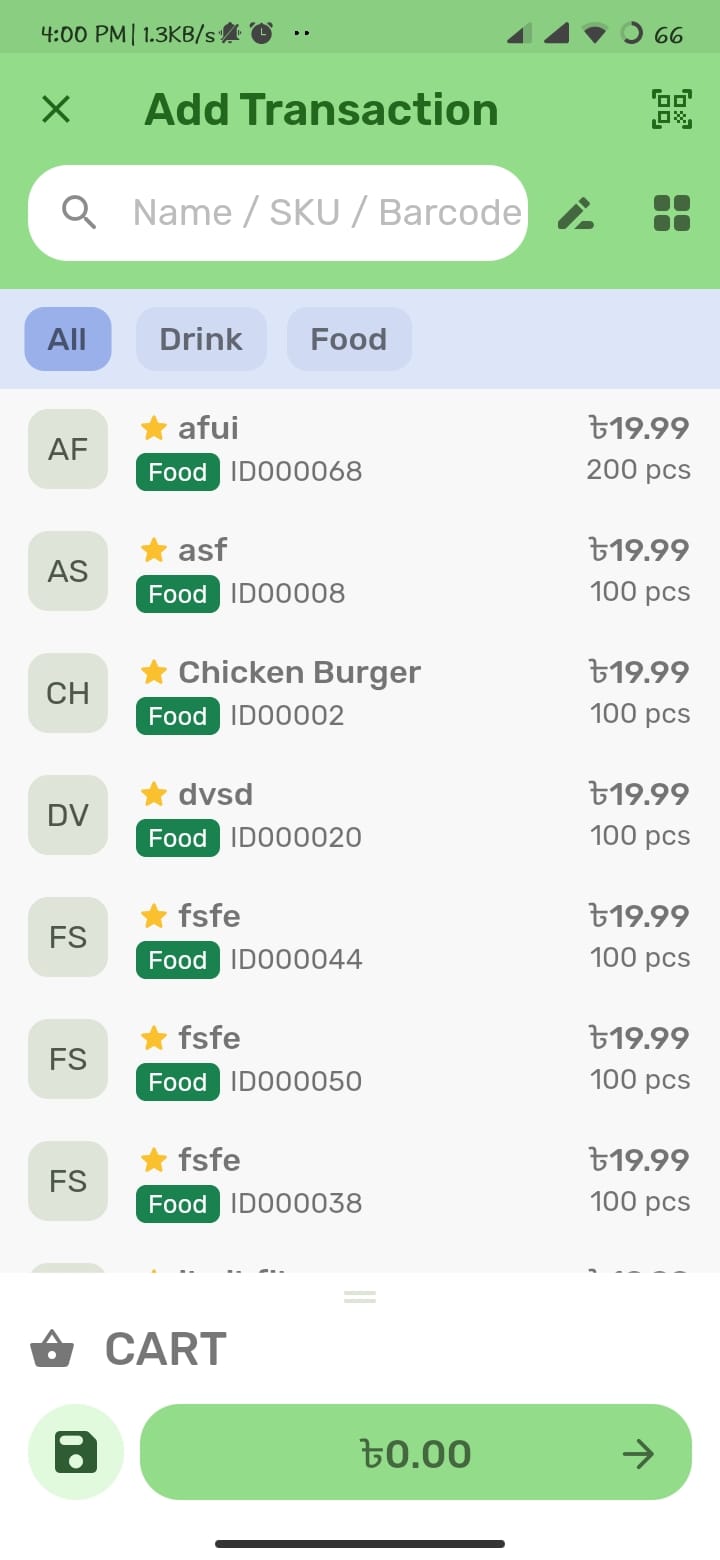 4:00 PM| 1.3KB/s 66
Add Transaction
Name / SKU / Barcode
All Drink Food
AF afui ৳19.99
Food ID000068 200 pcs
AS asf ৳19.99
Food ID00008 100 pcs
CH Chicken Burger ৳19.99
Food ID00002 100 pcs
DV dvsd ৳19.99
Food ID000020 100 pcs
FS fsfe ৳19.99
Food ID000044 100 pcs
FS fsfe ৳19.99
Food ID000050 100 pcs
FS fsfe ৳19.99
Food ID000038 100 pcs
CART
৳0.00